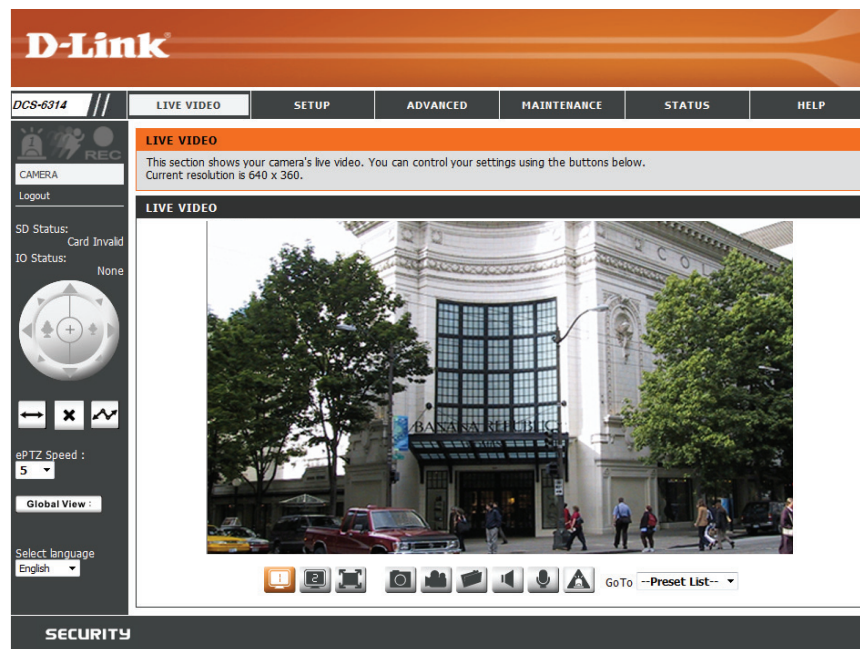 D-Link
DCS-6314
LIVE VIDEO
SETUP
ADVANCED
MAINTENANCE
STATUS
HELP
REC
CAMERA
Logout
SD Status:
Card Invalid
IO Status:
None
ePTZ Speed :
5
Global View :
Select language
English
LIVE VIDEO
This section shows your camera's live video. You can control your settings using the buttons below.
Current resolution is 640 x 360.
LIVE VIDEO
COL
BANANA REPUBLIC
1
2
GoTo
--Preset List--
SECURITY